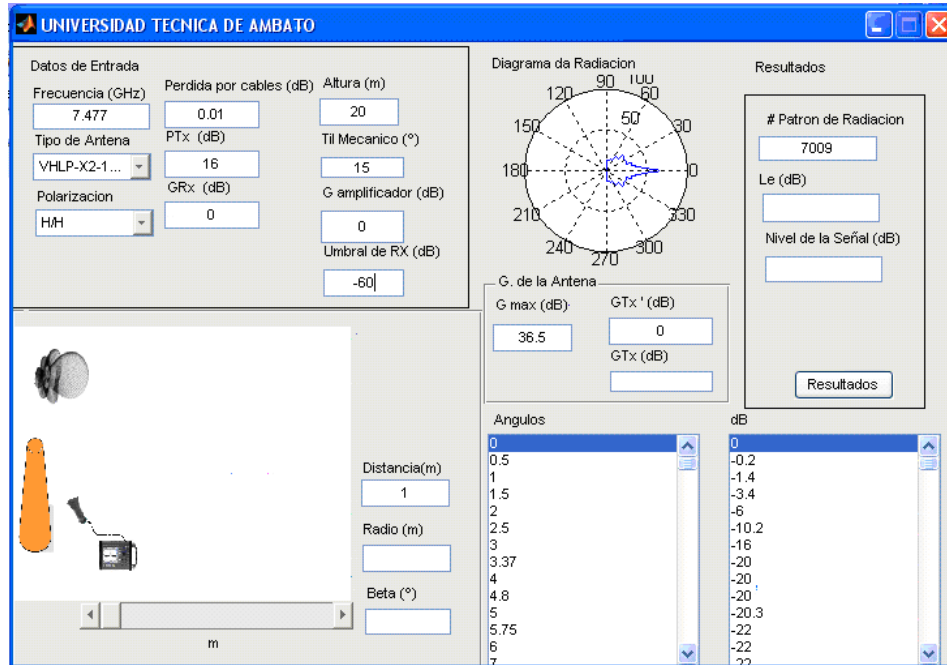 UNIVERSIDAD TECNICA DE AMBATO
Datos de Entrada
Frecuencia (GHz)
7.477
Tipo de Antena
VHLP-X2-1...
Polarizacion
H/H
Perdida por cables (dB)
0.01
PTx (dB)
16
GRx (dB)
0
Altura (m)
20
Til Mecanico (°)
15
G amplificador (dB)
0
Umbral de RX (dB)
-60
Diagrama da Radiacion
90
100
120
60
50
150
30
180
0
210
330
240
300
270
G. de la Antena
G max (dB)
36.5
GTx ' (dB)
0
GTx (dB)
Resultados
# Patron de Radiacion
7009
Le (dB)
Nivel de la Señal (dB)
Resultados
Distancia(m)
1
Radio (m)
Beta (°)
m
Angulos
0
0.5
1
1.5
2
2.5
3
3.37
4
4.8
5
5.75
6
7
dB
0
-0.2
-1.4
-3.4
-6
-10.2
-16
-20
-20
-20
-20.3
-22
-22
-22